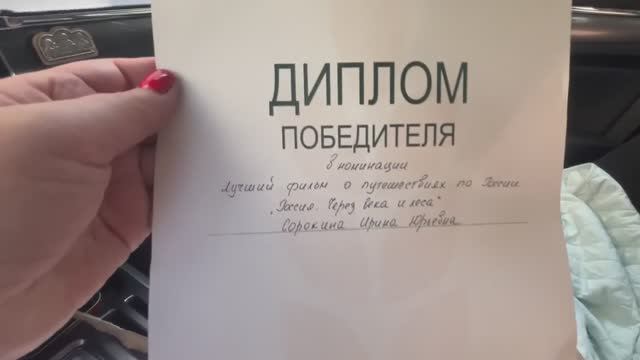 ДИПЛОМ
ПОБЕДИТЕЛЯ
в номинации
Лучший фильм о путешествиях по России
„Россия. Через века и леса"
Сорокина Ирина Юрьевна